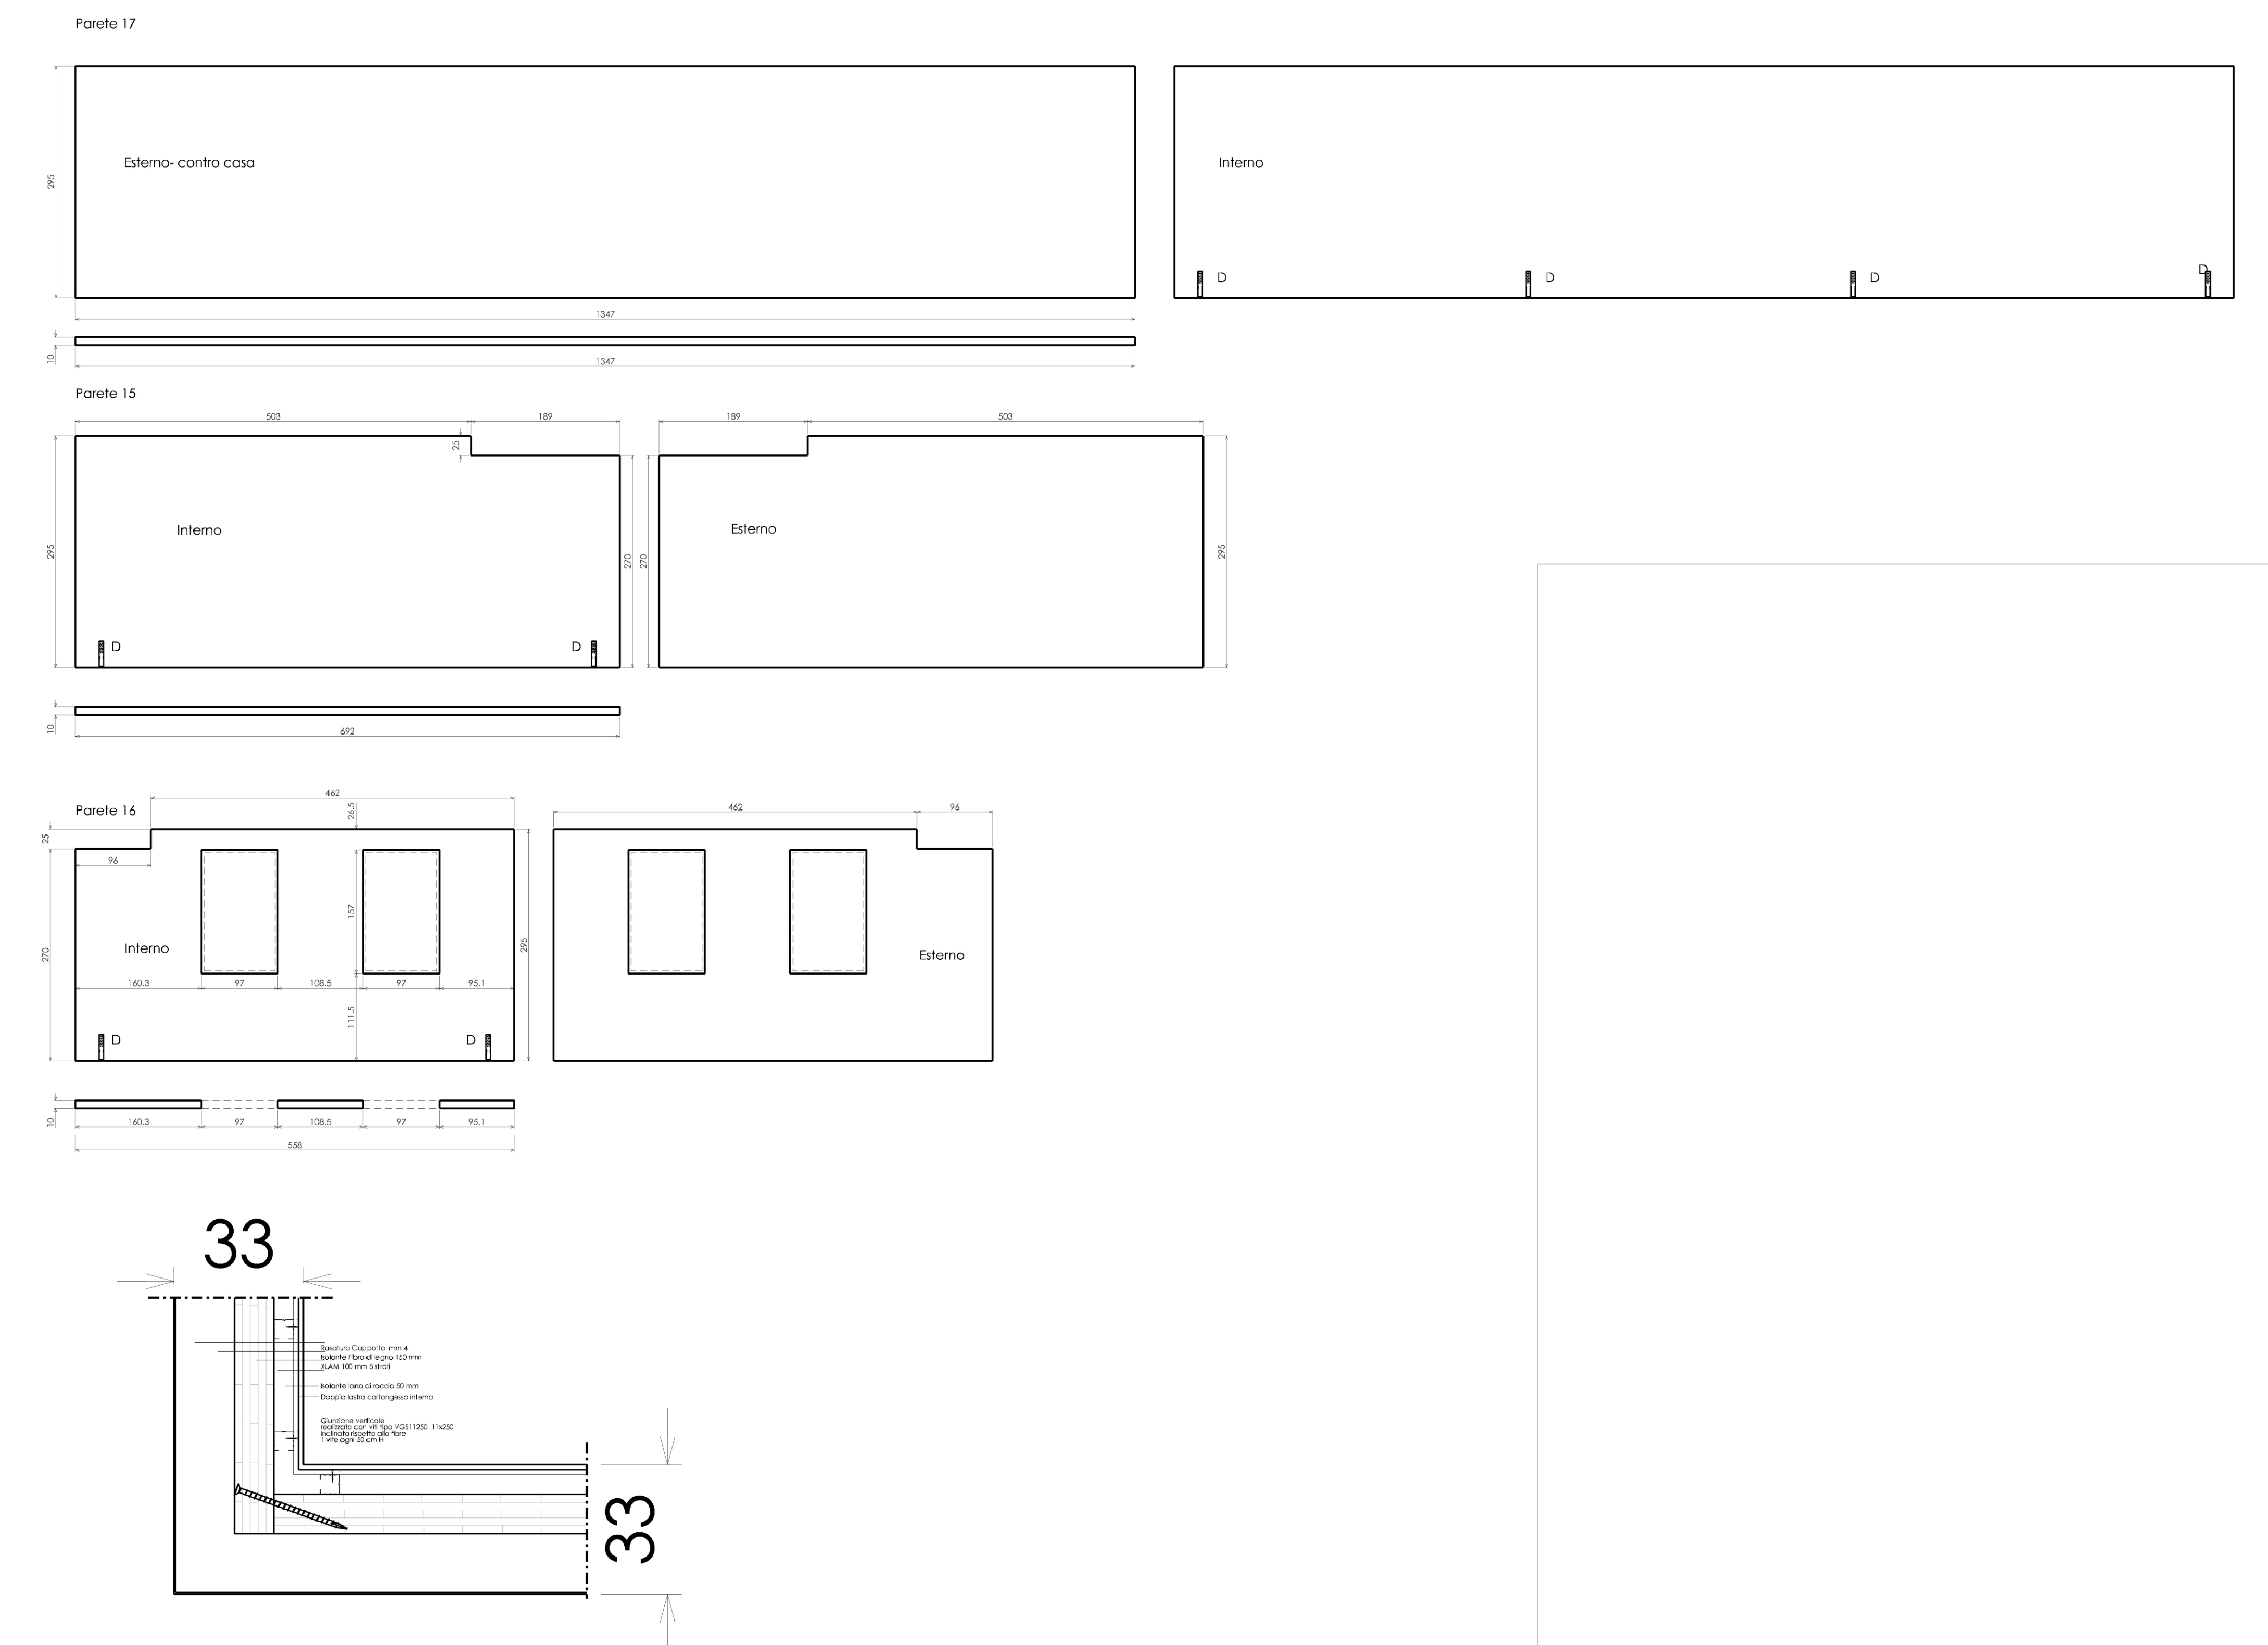 Parete 17
295
Esterno- contro casa
Interno
D
D
D
D
1347
10
1347
Parete 15
503
189
189
503
25
295
Interno
270
270
Esterno
295
D
D
10
692
Parete 16
462
26.5
462
96
25
96
157
270
Interno
295
Esterno
160.3
97
108.5
97
95.1
111.5
D
D
10
160.3
97
108.5
97
95.1
558
33
Rasatura Cappotto mm 4
Isolante Fibra di legno 150 mm
XLAM 100 mm 5 strati
Isolante lana di roccia 50 mm
Doppia lastra cartongesso interno
Giunzione verticale
realizzata con viti tipo VGS11250 11x250
inclinata rispetto alla fibre
1 vite ogni 50 cm H
33